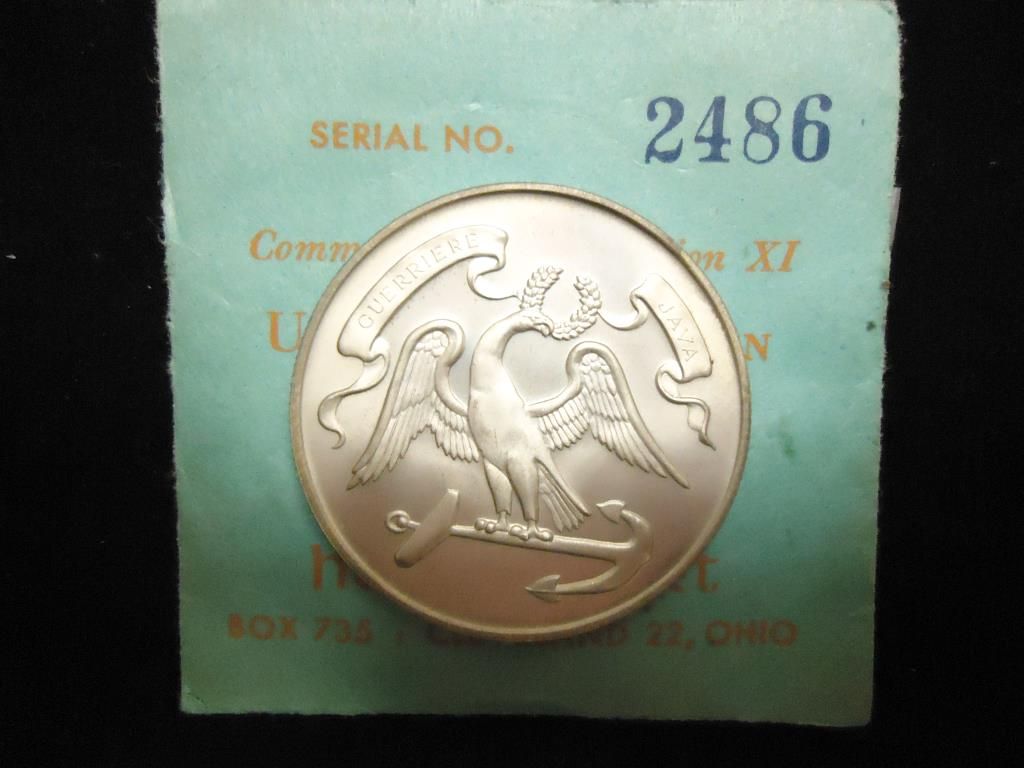 SERIAL NO. 2486
Comm ion XI
U N
GUERRIERE
JAVA
BOX 735 , 22, OHIO